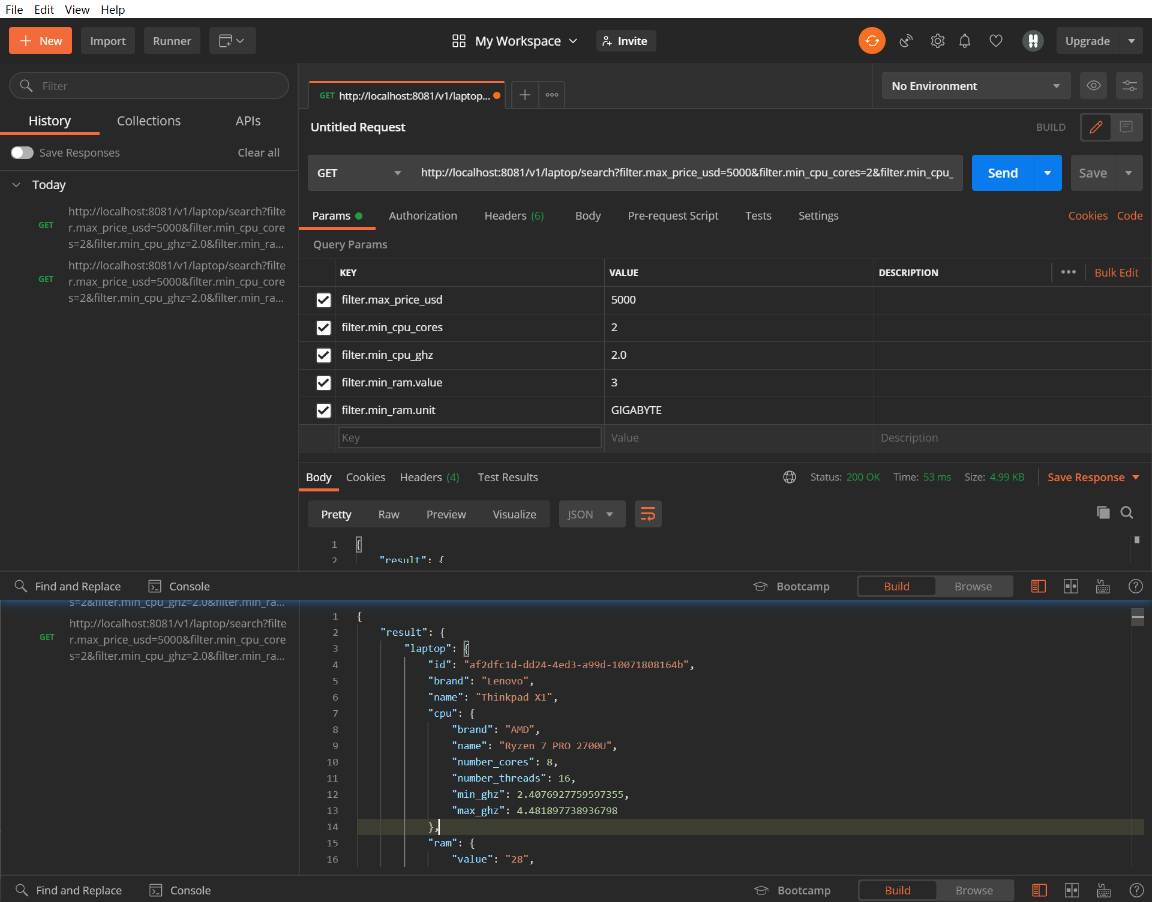 File Edit View Help
+ New Import Runner My Workspace Invite Upgrade
Filter
GET http://localhost:8081/v1/laptop... + ooo No Environment
History Collections APIs
Untitled Request BUILD
Save Responses Clear all
GET http://localhost:8081/v1/laptop/search?filter.max_price_usd=5000&filter.min_cpu_cores=2&filter.min_cpu_ Send Save
Today
GET http://localhost:8081/v1/laptop/search?filte
r.max_price_usd=5000&filter.min_cpu_core
s=2&filter.min_cpu_ghz=2.0&filter.min_ra...
GET http://localhost:8081/v1/laptop/search?filte
r.max_price_usd=5000&filter.min_cpu_core
s=2&filter.min_cpu_ghz=2.0&filter.min_ra...
Params Authorization Headers (6) Body Pre-request Script Tests Settings Cookies Code
Query Params
KEY VALUE DESCRIPTION ••• Bulk Edit
filter.max_price_usd 5000
filter.min_cpu_cores 2
filter.min_cpu_ghz 2.0
filter.min_ram.value 3
filter.min_ram.unit GIGABYTE
Key Value Description
Body Cookies Headers (4) Test Results Status: 200 OK Time: 53 ms Size: 4.99 KB Save Response
Pretty Raw Preview Visualize JSON
1 {
2 "result": {
Find and Replace Console Bootcamp Build Browse
s=2&filter.min_cpu_ghz=2.0&filter.min_ra...
GET http://localhost:8081/v1/laptop/search?filte
r.max_price_usd=5000&filter.min_cpu_core
s=2&filter.min_cpu_ghz=2.0&filter.min_ra...
1 {
2 "result": {
3 "laptop": {
4 "id": "af2dfc1d-dd24-4ed3-a99d-10071808164b",
5 "brand": "Lenovo",
6 "name": "Thinkpad X1",
7 "cpu": {
8 "brand": "AMD",
9 "name": "Ryzen 7 PRO 2700U",
10 "number_cores": 8,
11 "number_threads": 16,
12 "min_ghz": 2.4076927759597355,
13 "max_ghz": 4.481897738936798
14 },
15 "ram": {
16 "value": "28",
Find and Replace Console Bootcamp Build Browse